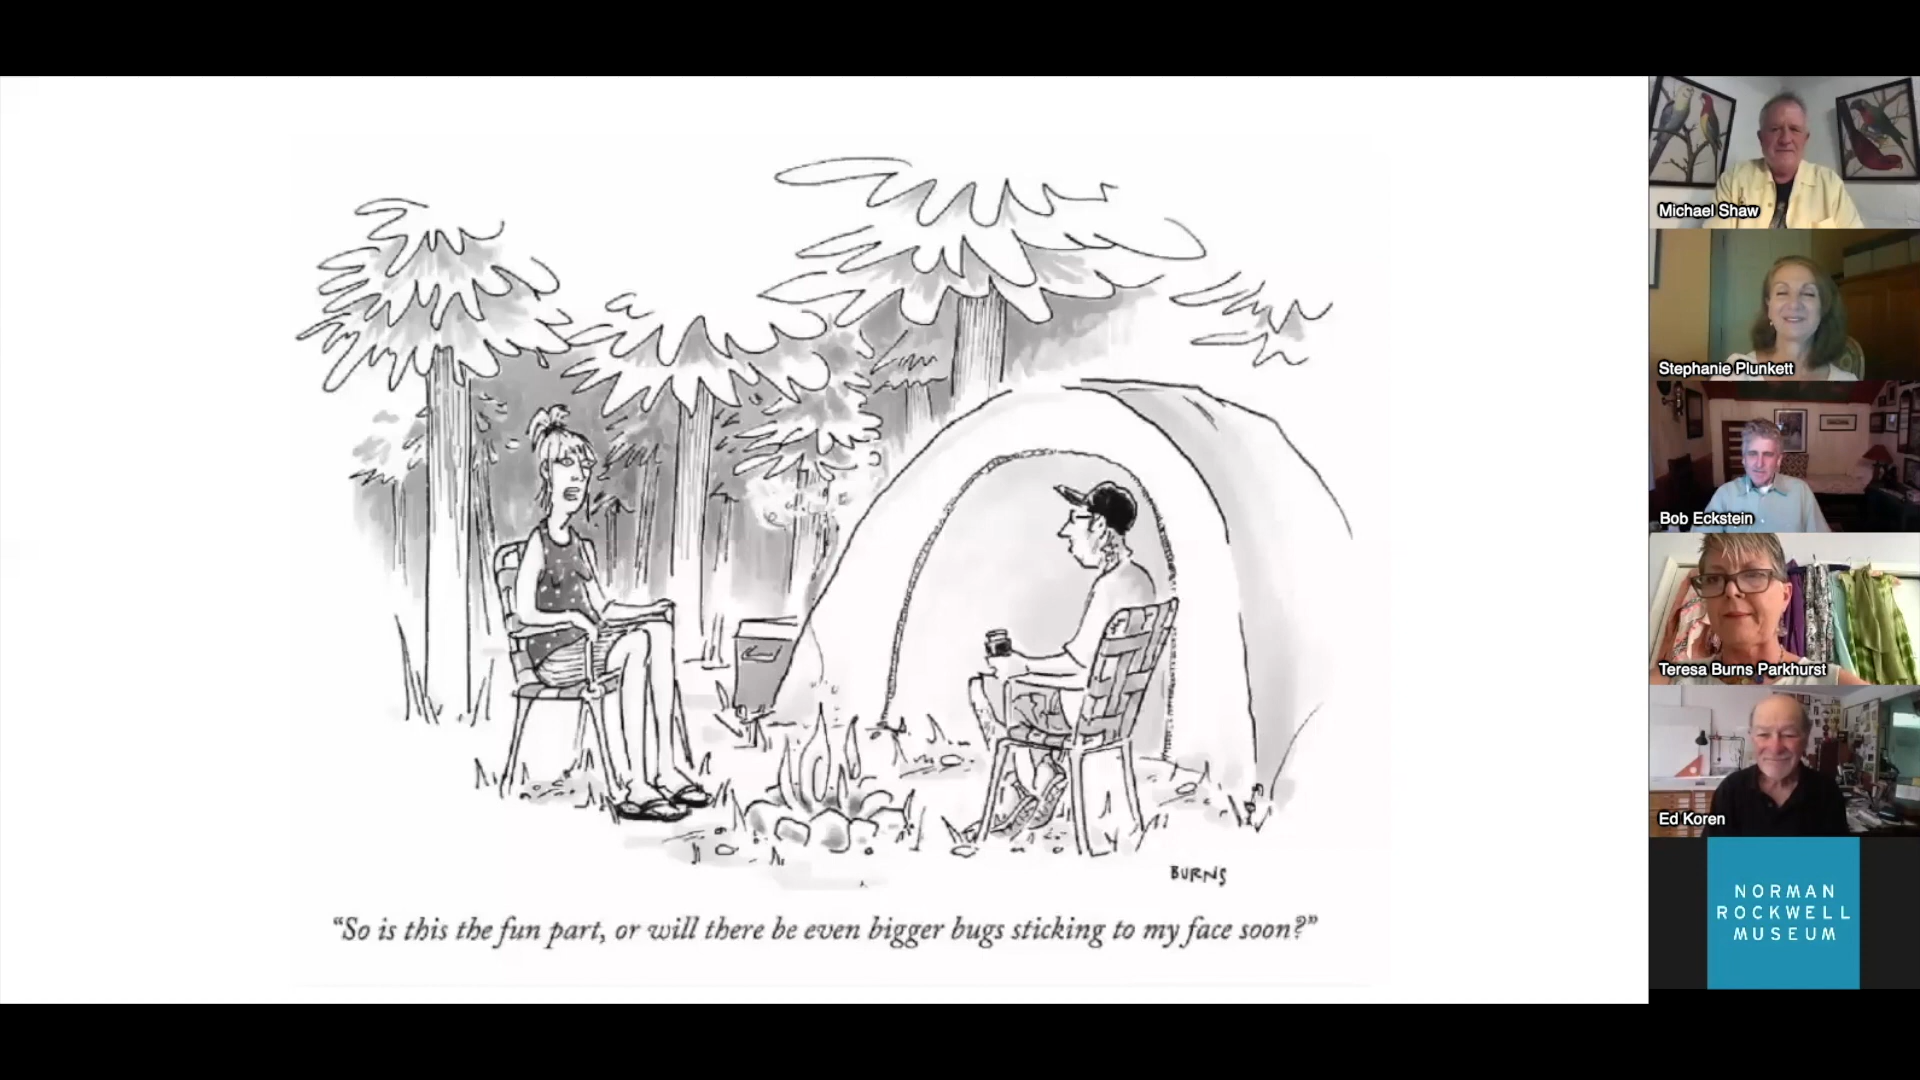 BURNS
“So is this the fun part, or will there be even bigger bugs sticking to my face soon?”
Michael Shaw
Stephanie Plunkett
Bob Eckstein
Teresa Burns Parkhurst
Ed Koren
NORMAN
ROCKWELL
MUSEUM